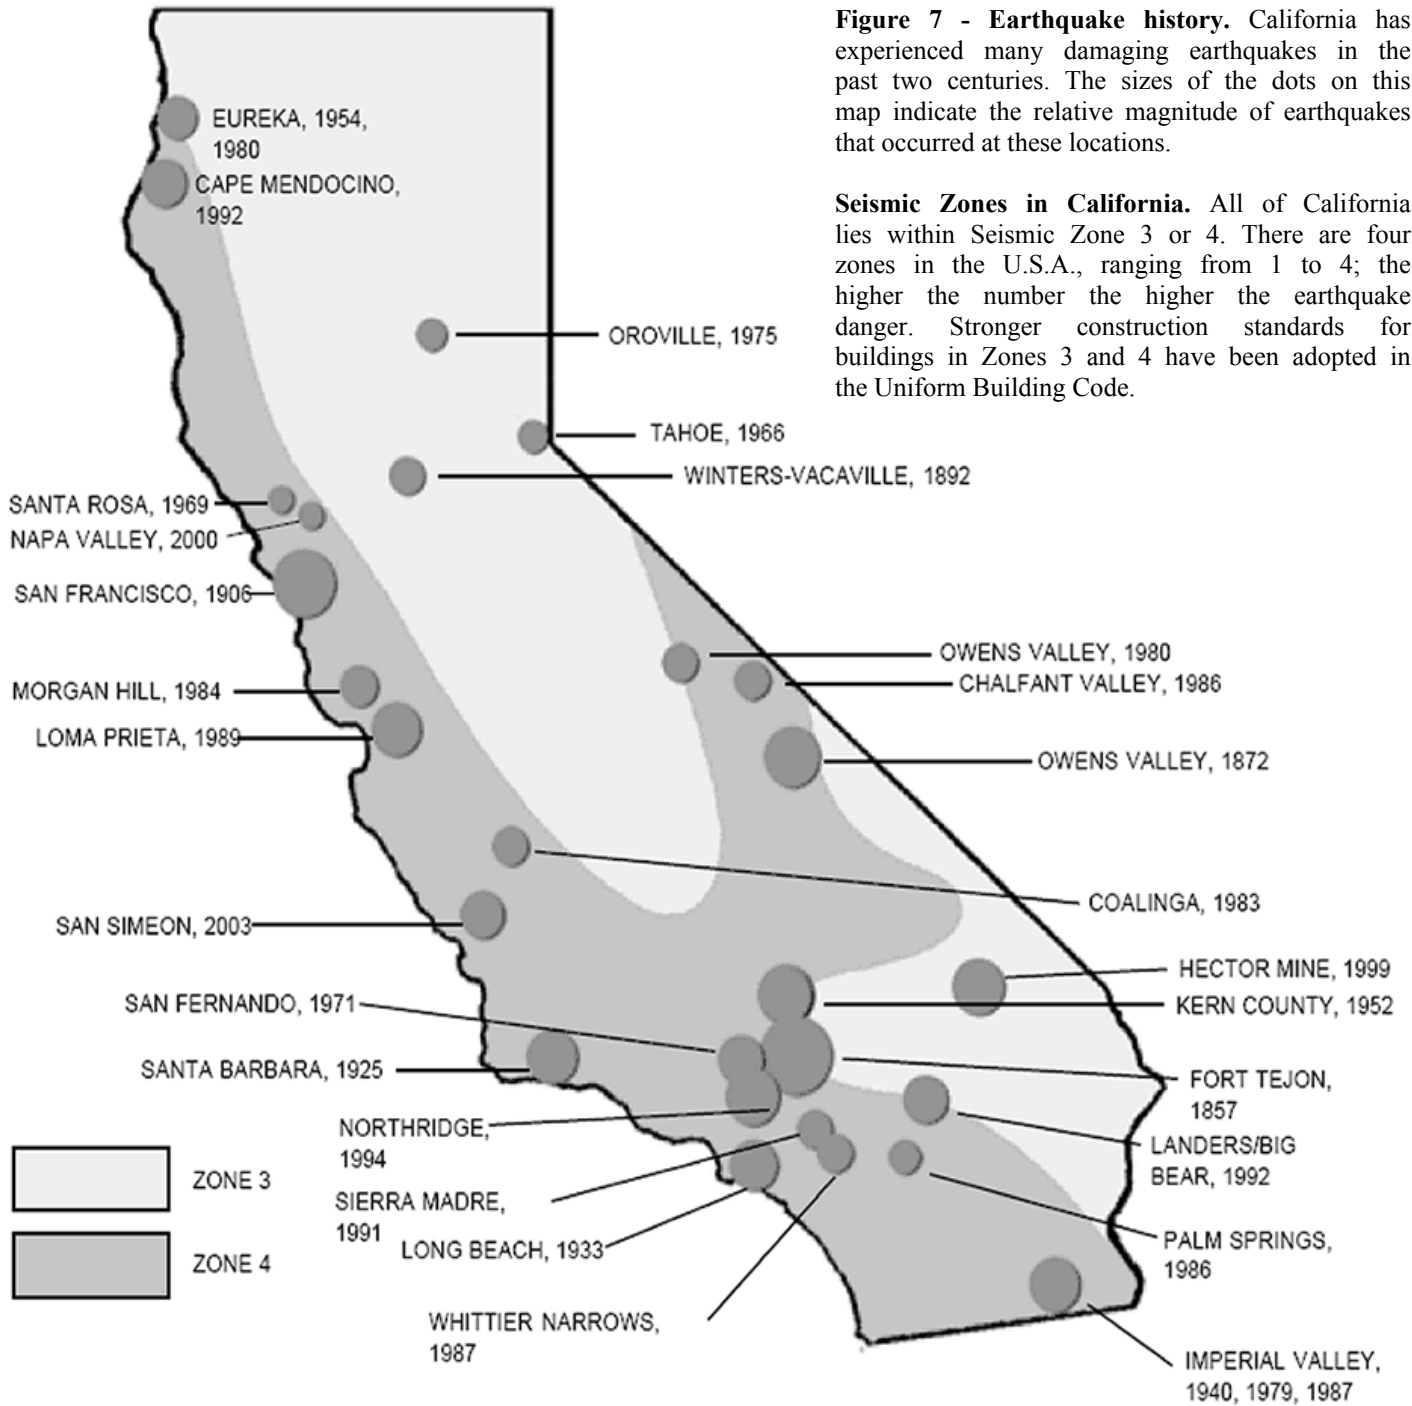 Figure 7 - Earthquake history. California has
experienced many damaging earthquakes in the
past two centuries. The sizes of the dots on this
map indicate the relative magnitude of earthquakes
that occurred at these locations.
Seismic Zones in California. All of California
lies within Seismic Zone 3 or 4. There are four
zones in the U.S.A., ranging from 1 to 4; the
higher the number the higher the earthquake
danger. Stronger construction standards for
buildings in Zones 3 and 4 have been adopted in
the Uniform Building Code.
EUREKA, 1954,
1980
CAPE MENDOCINO,
1992
OROVILLE, 1975
TAHOE, 1966
WINTERS-VACAVILLE, 1892
SANTA ROSA, 1969
NAPA VALLEY, 2000
SAN FRANCISCO, 1906
OWENS VALLEY, 1980
CHALFANT VALLEY, 1986
MORGAN HILL, 1984
LOMA PRIETA, 1989
OWENS VALLEY, 1872
COALINGA, 1983
SAN SIMEON, 2003
HECTOR MINE, 1999
KERN COUNTY, 1952
SAN FERNANDO, 1971
SANTA BARBARA, 1925
FORT TEJON,
1857
NORTHRIDGE,
1994
LANDERS/BIG
BEAR, 1992
SIERRA MADRE,
1991
LONG BEACH, 1933
PALM SPRINGS,
1986
WHITTIER NARROWS,
1987
IMPERIAL VALLEY,
1940, 1979, 1987
ZONE 3
ZONE 4